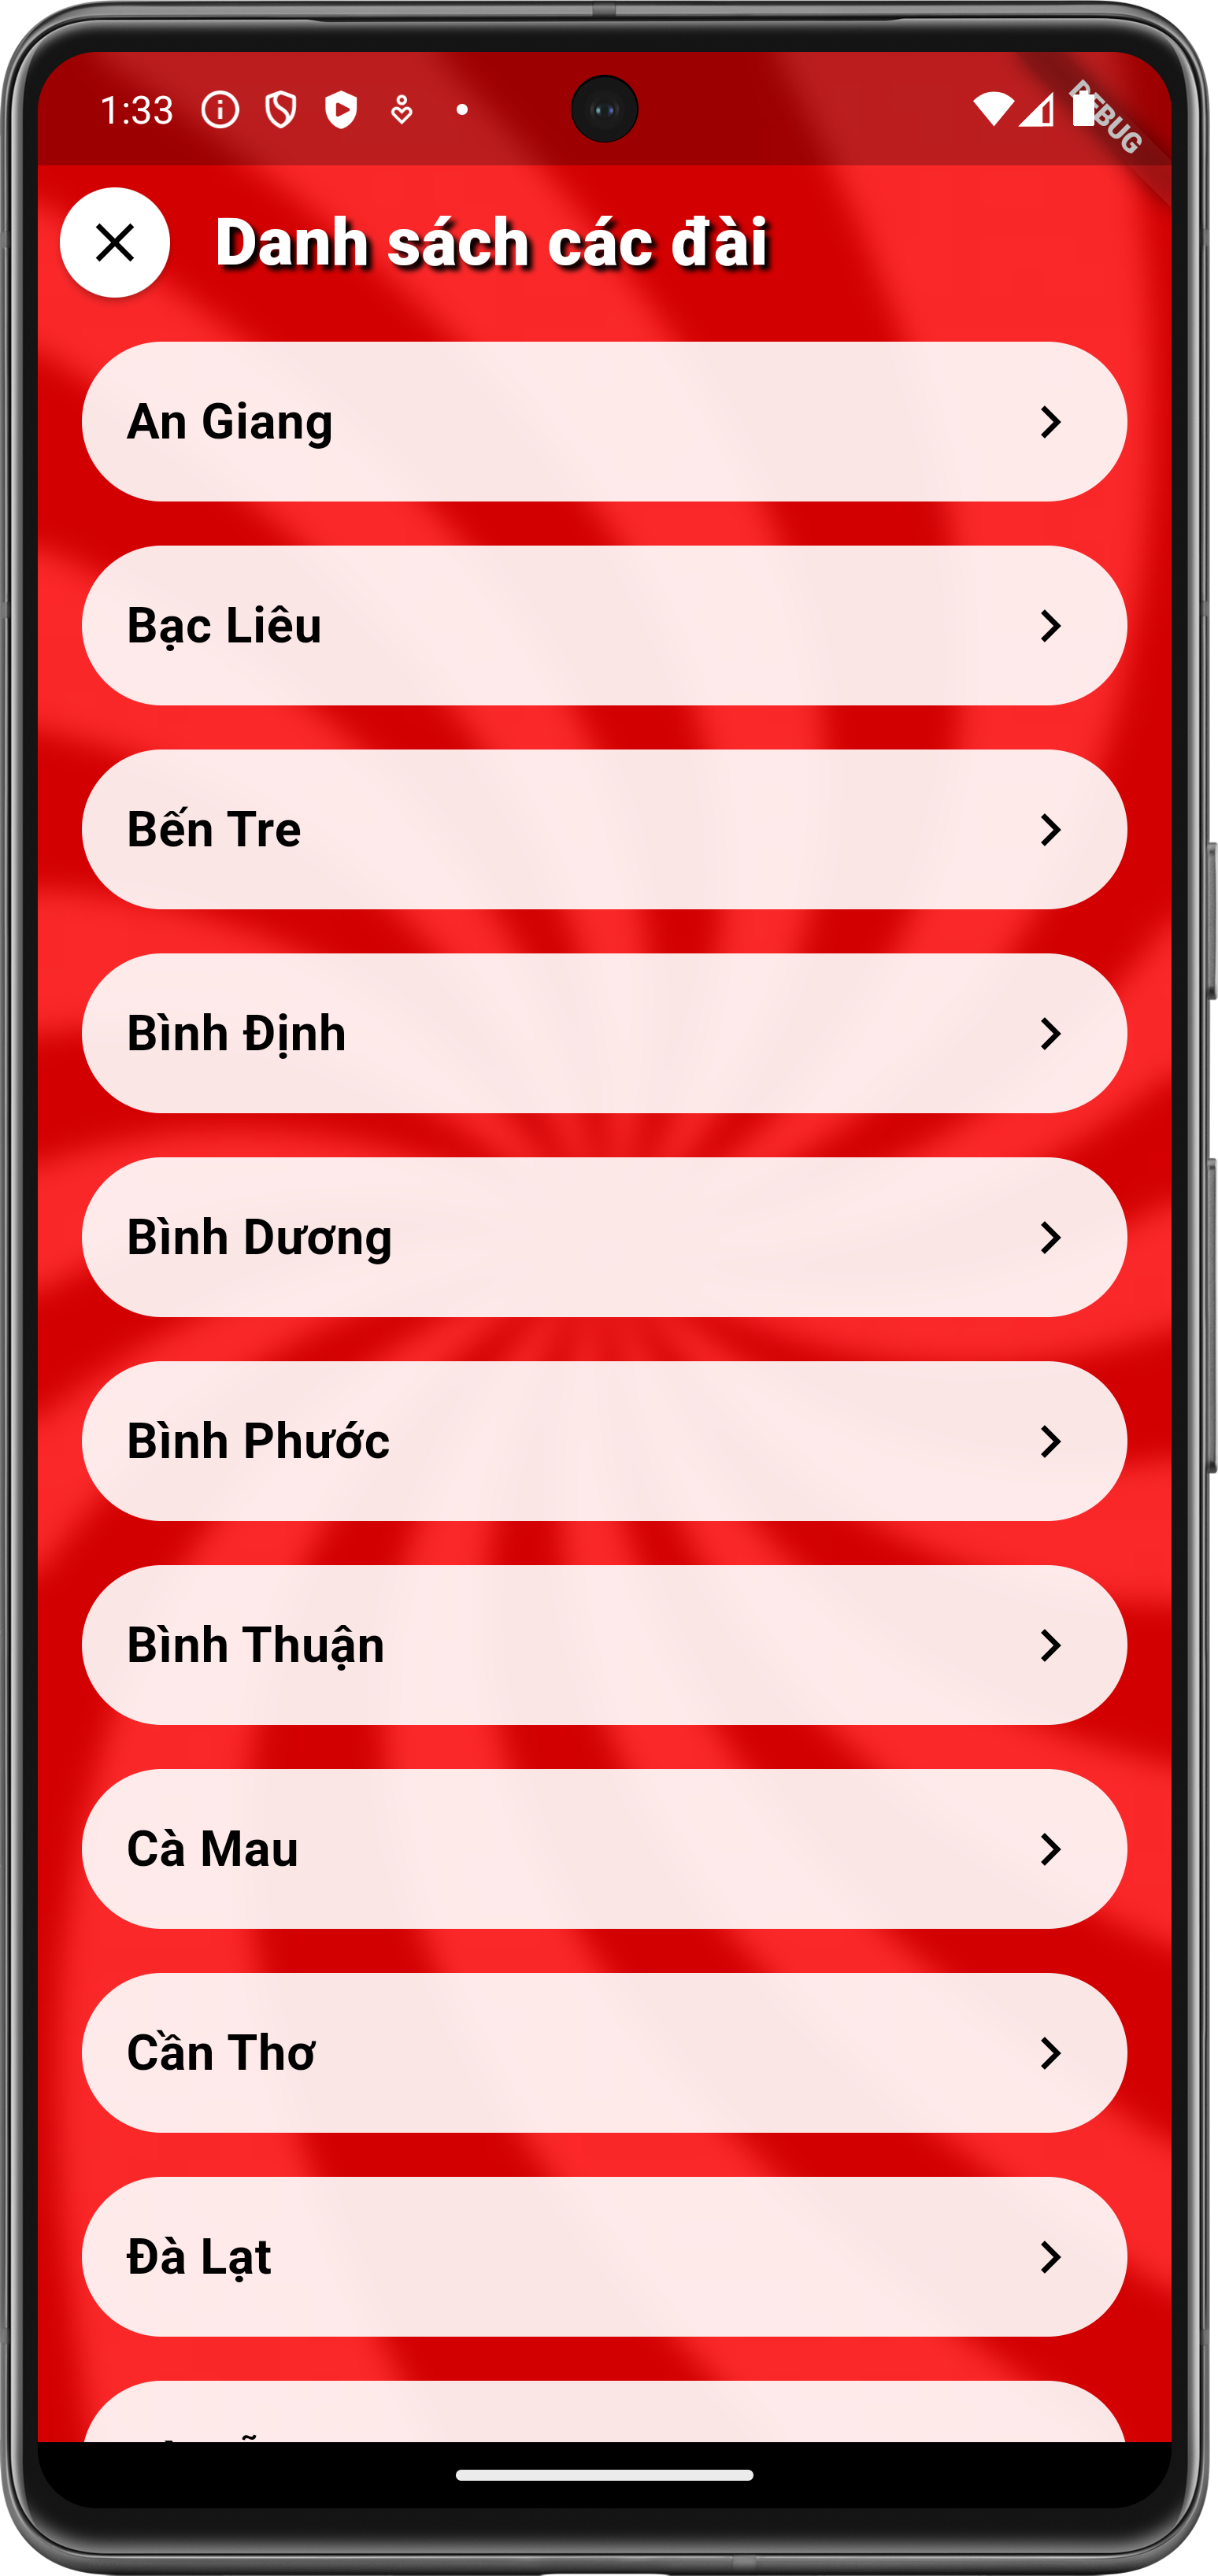 1:33
DEBUG
Danh sách các đài
An Giang
Bạc Liêu
Bến Tre
Bình Định
Bình Dương
Bình Phước
Bình Thuận
Cà Mau
Cần Thơ
Đà Lạt